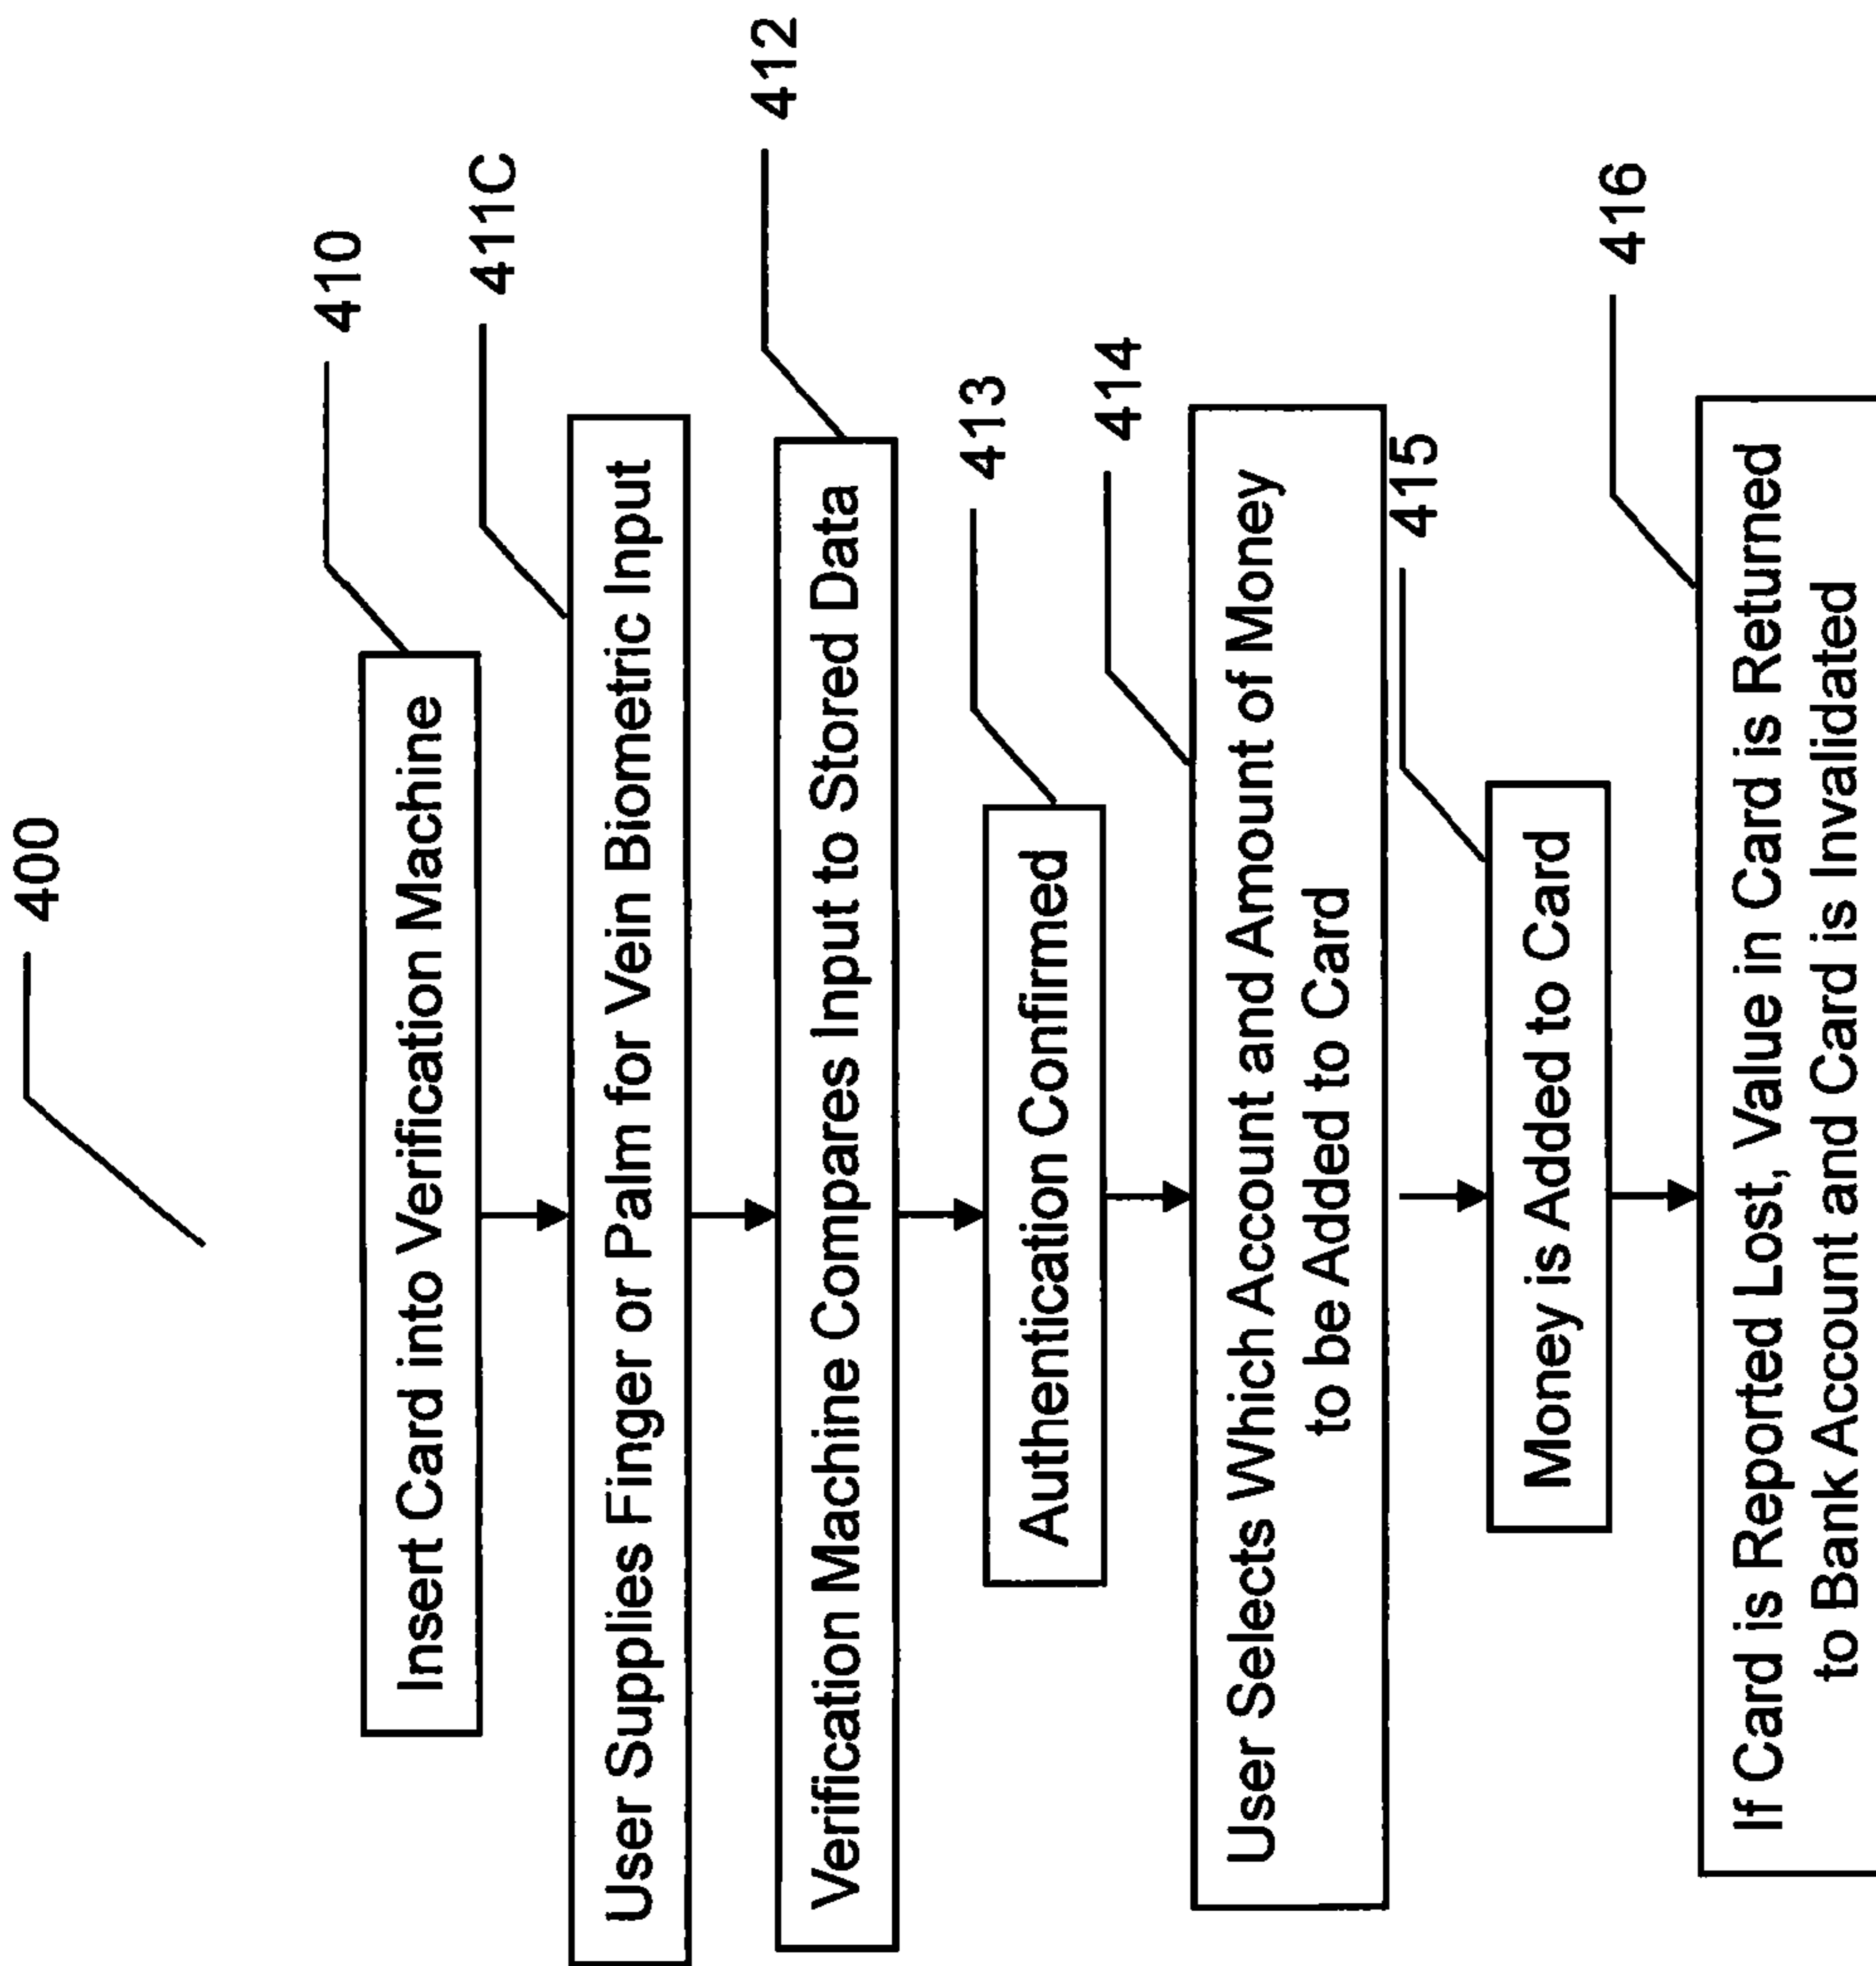 400
410
Insert Card into Verification Machine
411C
User Supplies Finger or Palm for Vein Biometric Input
412
Verification Machine Compares Input to Stored Data
413
Authentication Confirmed
414
User Selects Which Account and Amount of Money
to be Added to Card
415
Money is Added to Card
416
If Card is Reported Lost, Value in Card is Returned
to Bank Account and Card is Invalidated